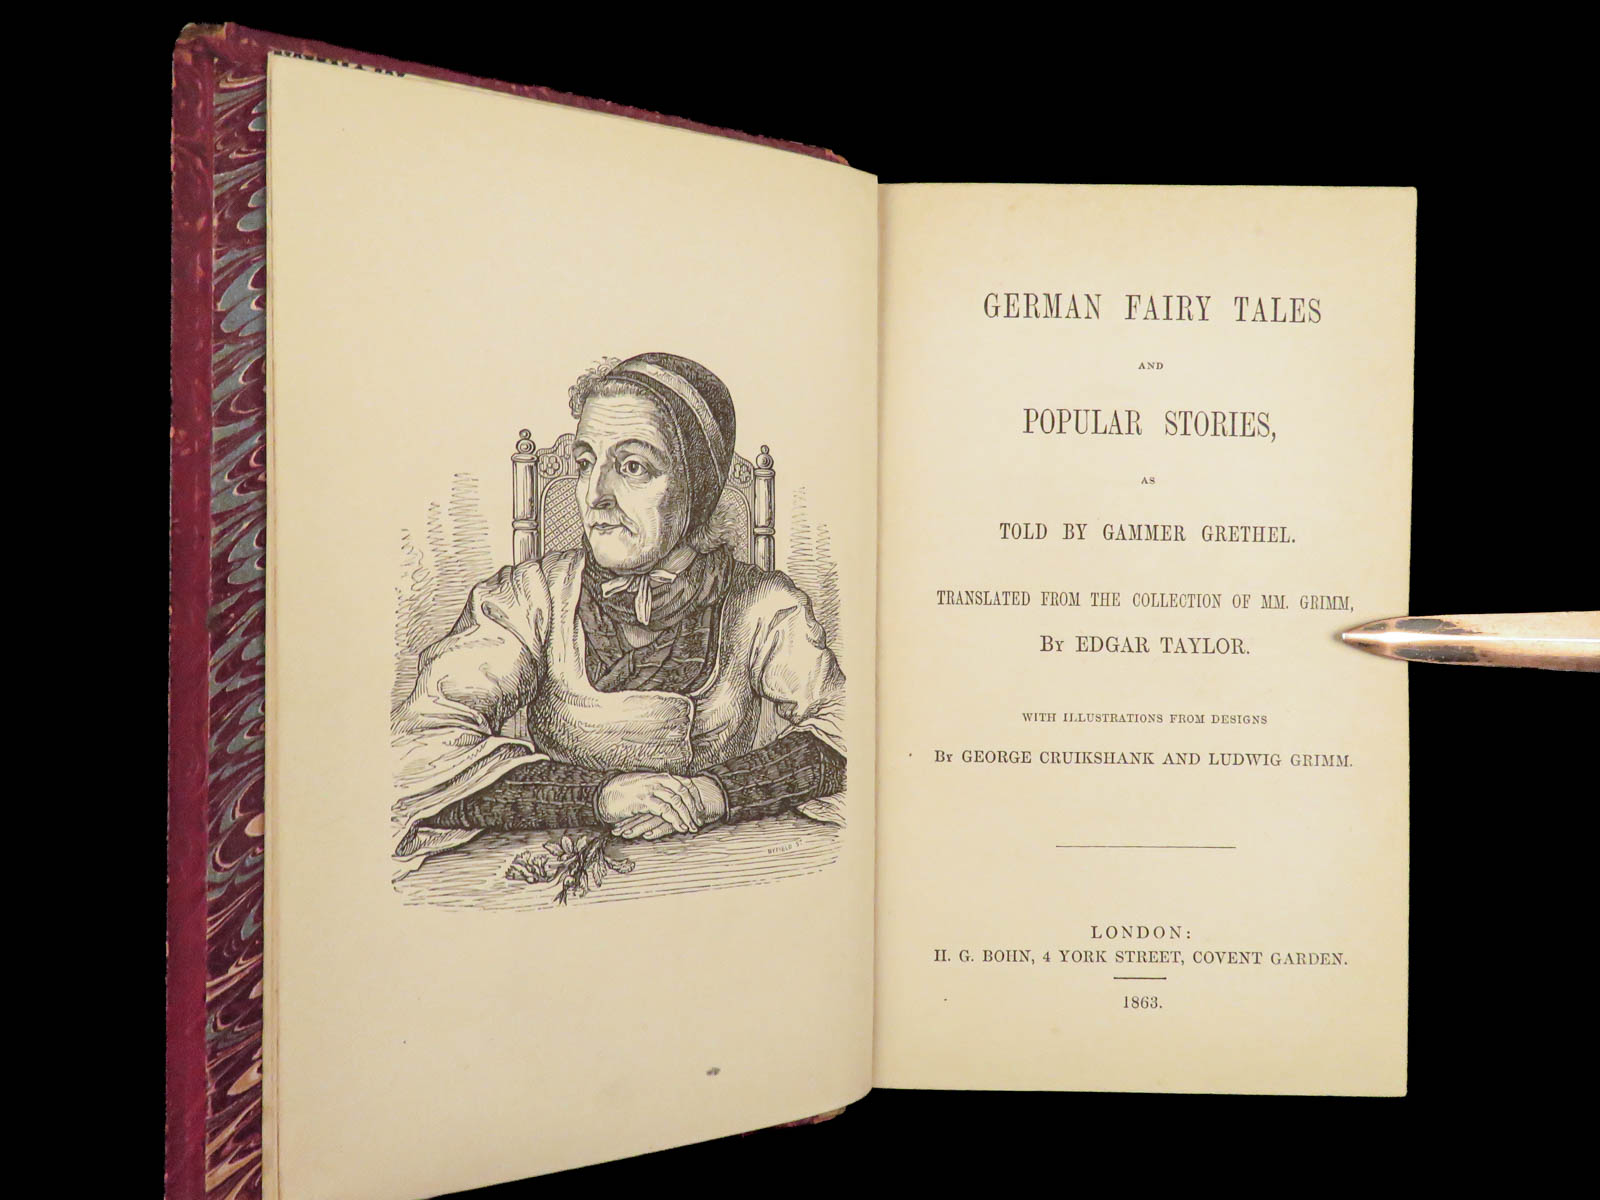 BYFIELD Sc
GERMAN FAIRY TALES
AND
POPULAR STORIES,
AS
TOLD BY GAMMER GRETHEL.
TRANSLATED FROM THE COLLECTION OF MM. GRIMM,
By EDGAR TAYLOR.
WITH ILLUSTRATIONS FROM DESIGNS
By GEORGE CRUIKSHANK AND LUDWIG GRIMM.
LONDON:
H. G. BOHN, 4 YORK STREET, COVENT GARDEN.
1863.